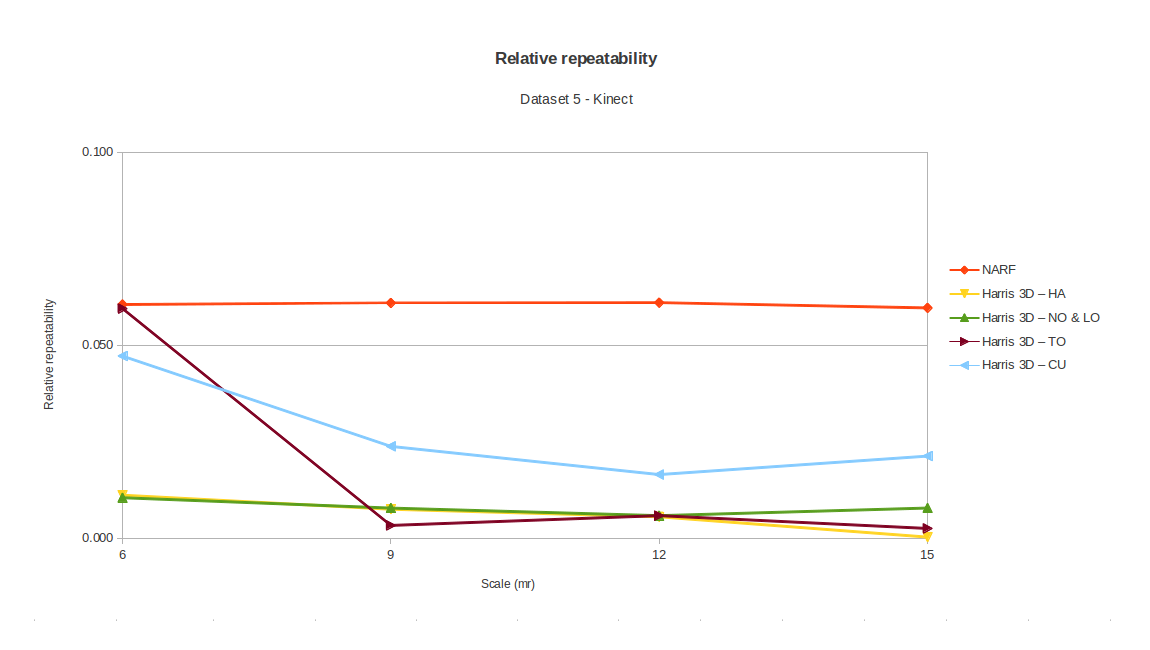 Relative repeatability
Dataset 5 - Kinect
0.100
0.050
0.000
Relative repeatability
6
9
12
15
Scale (mr)
NARF
Harris 3D – HA
Harris 3D – NO & LO
Harris 3D – TO
Harris 3D – CU